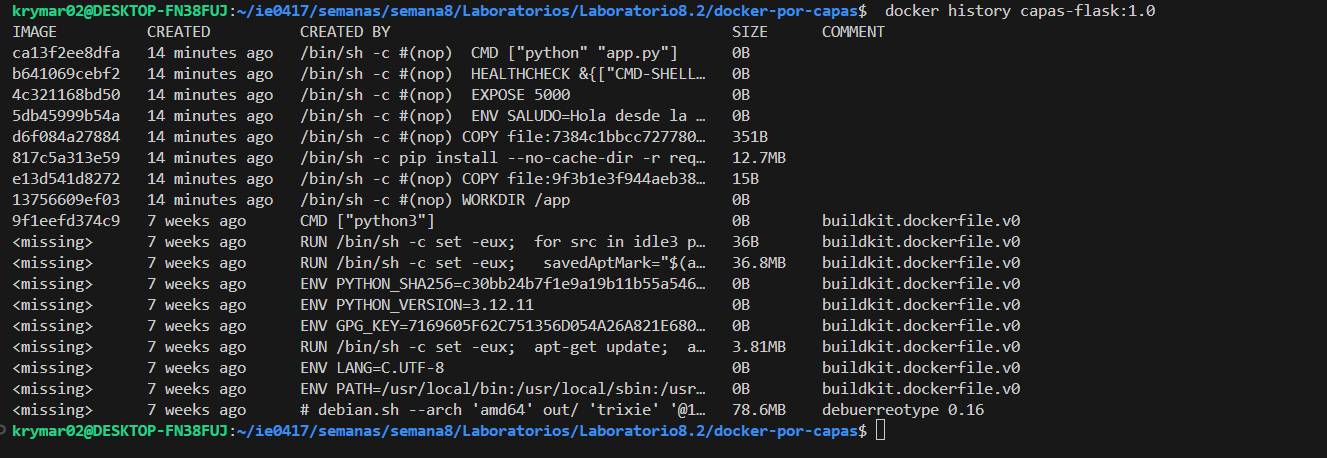 krymar02@DESKTOP-FN38FUJ:~/ie0417/semanas/semana8/Laboratorios/Laboratorio8.2/docker-por-capas$ docker history capas-flask:1.0
IMAGE CREATED CREATED BY SIZE COMMENT
ca13f2ee8dfa 14 minutes ago /bin/sh -c #(nop) CMD ["python" "app.py"] 0B
b641069cebf2 14 minutes ago /bin/sh -c #(nop) HEALTHCHECK &{["CMD-SHELL… 0B
4c321168bd50 14 minutes ago /bin/sh -c #(nop) EXPOSE 5000 0B
5db45999b54a 14 minutes ago /bin/sh -c #(nop) ENV SALUDO=Hola desde la … 0B
d6f084a27884 14 minutes ago /bin/sh -c #(nop) COPY file:7384c1bbcc727780… 351B
817c5a313e59 14 minutes ago /bin/sh -c pip install --no-cache-dir -r req… 12.7MB
e13d541d8272 14 minutes ago /bin/sh -c #(nop) COPY file:9f3b1e3f944aeb38… 15B
13756609ef03 14 minutes ago /bin/sh -c #(nop) WORKDIR /app 0B
9f1eefd374c9 7 weeks ago CMD ["python3"] 0B buildkit.dockerfile.v0
<missing> 7 weeks ago RUN /bin/sh -c set -eux; for src in idle3 p… 36B buildkit.dockerfile.v0
<missing> 7 weeks ago RUN /bin/sh -c set -eux; savedAptMark="$(a… 36.8MB buildkit.dockerfile.v0
<missing> 7 weeks ago ENV PYTHON_SHA256=c30bb24b7f1e9a19b11b55a546… 0B buildkit.dockerfile.v0
<missing> 7 weeks ago ENV PYTHON_VERSION=3.12.11 0B buildkit.dockerfile.v0
<missing> 7 weeks ago ENV GPG_KEY=7169605F62C751356D054A26A821E680… 0B buildkit.dockerfile.v0
<missing> 7 weeks ago RUN /bin/sh -c set -eux; apt-get update; a… 3.81MB buildkit.dockerfile.v0
<missing> 7 weeks ago ENV LANG=C.UTF-8 0B buildkit.dockerfile.v0
<missing> 7 weeks ago ENV PATH=/usr/local/bin:/usr/local/sbin:/usr… 0B buildkit.dockerfile.v0
<missing> 7 weeks ago # debian.sh --arch 'amd64' out/ 'trixie' '@1… 78.6MB debuerreotype 0.16
krymar02@DESKTOP-FN38FUJ:~/ie0417/semanas/semana8/Laboratorios/Laboratorio8.2/docker-por-capas$